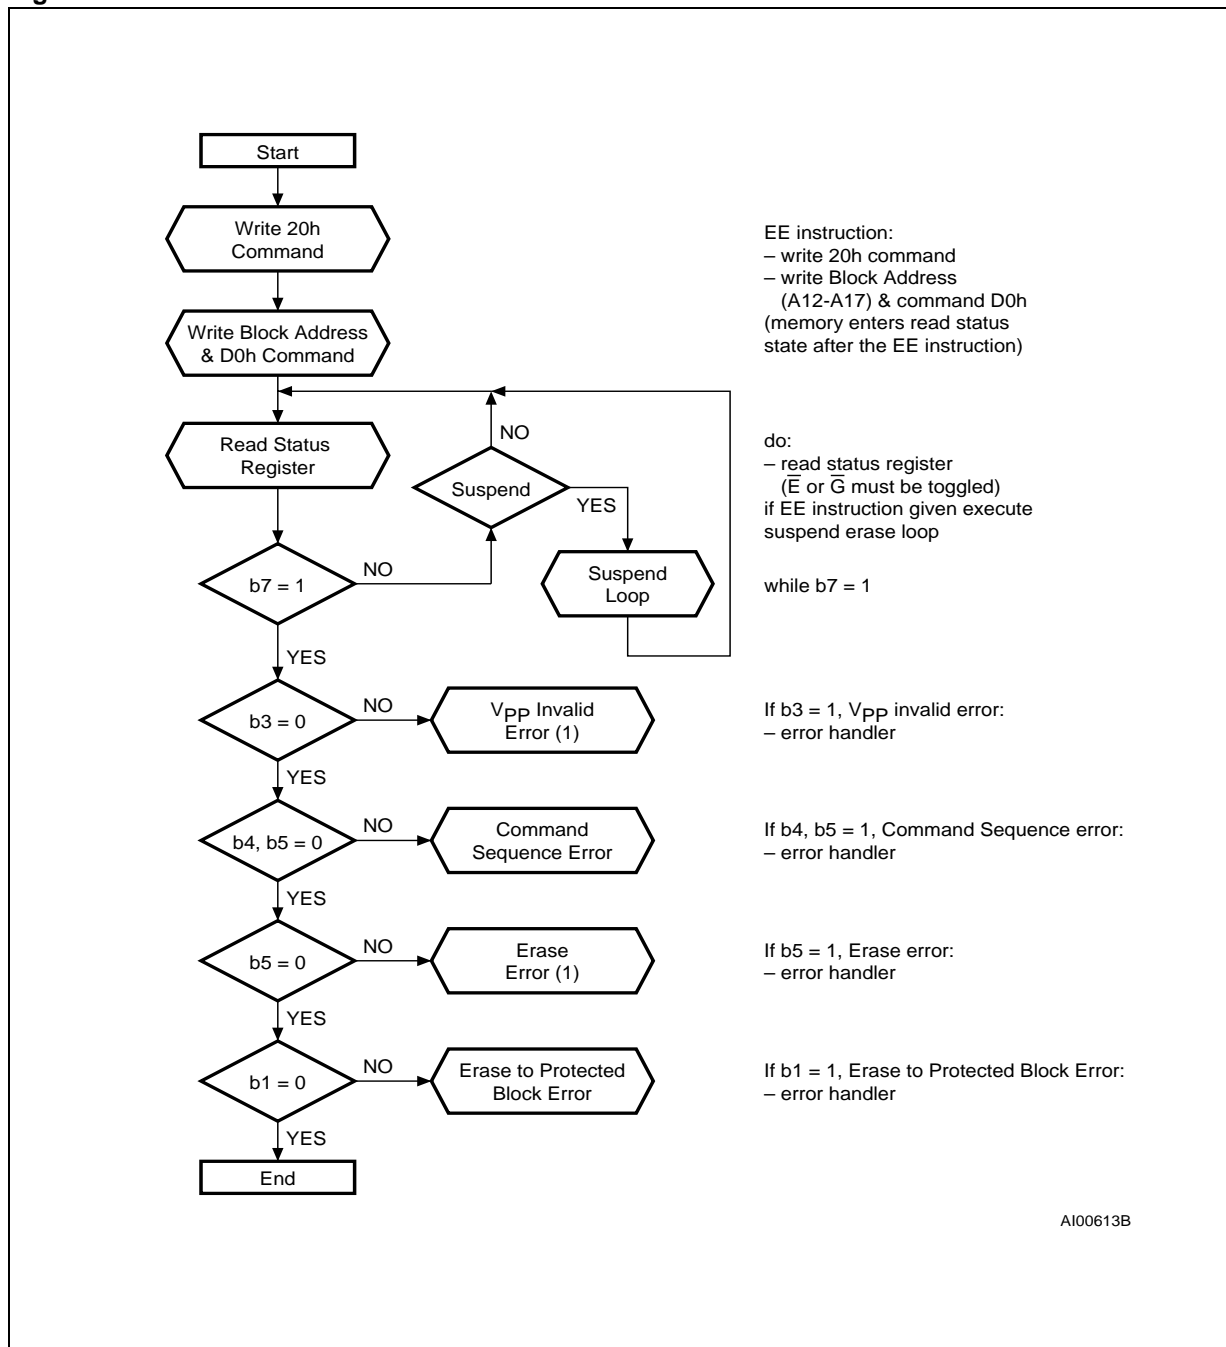 Start
Write 20h
Command
EE instruction:
– write 20h command
– write Block Address
(A12-A17) & command D0h
(memory enters read status
state after the EE instruction)
Write Block Address
& D0h Command
Read Status
Register
NO
Suspend
YES
do:
– read status register
(E̅ or G̅ must be toggled)
if EE instruction given execute
suspend erase loop
while b7 = 1
b7 = 1
NO
Suspend
Loop
YES
b3 = 0
NO
VPP Invalid
Error (1)
If b3 = 1, VPP invalid error:
– error handler
YES
b4, b5 = 0
NO
Command
Sequence Error
If b4, b5 = 1, Command Sequence error:
– error handler
YES
b5 = 0
NO
Erase
Error (1)
If b5 = 1, Erase error:
– error handler
YES
b1 = 0
NO
Erase to Protected
Block Error
If b1 = 1, Erase to Protected Block Error:
– error handler
YES
End
AI00613B